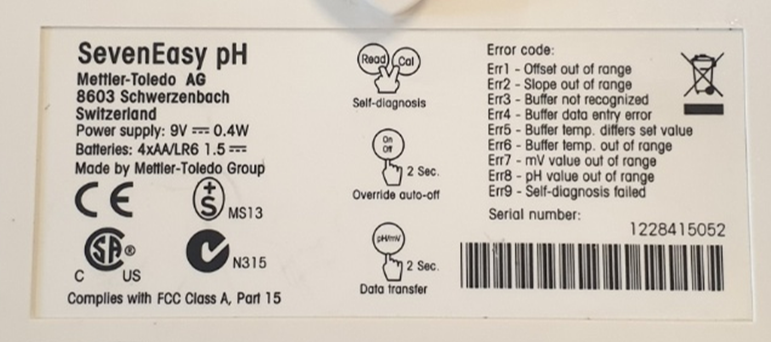 SevenEasy pH
Mettler-Toledo AG
8603 Schwerzenbach
Switzerland
Power supply: 9V ⎓ 0.4W
Batteries: 4xAA/LR6 1.5 ⎓
Made by Mettler-Toledo Group
CE
+S MS13
SA®
C US
N315
Complies with FCC Class A, Part 15
Read Cal
Self-diagnosis
On
Off
2 Sec.
Override auto-off
pH/mV
2 Sec.
Data transfer
Error code:
Err1 - Offset out of range
Err2 - Slope out of range
Err3 - Buffer not recognized
Err4 - Buffer data entry error
Err5 - Buffer temp. differs set value
Err6 - Buffer temp. out of range
Err7 - mV value out of range
Err8 - pH value out of range
Err9 - Self-diagnosis failed
Serial number:
1228415052